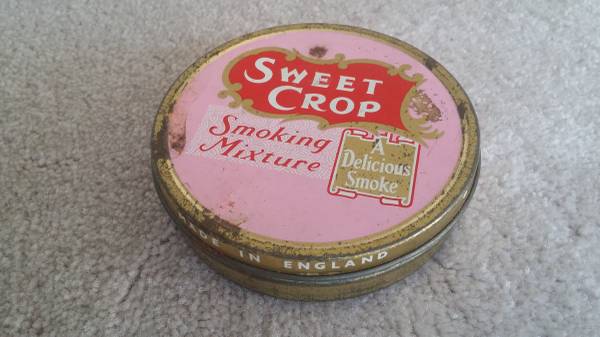 SWEET
CROP
Smoking
Mixture
A
Delicious
Smoke
MADE IN ENGLAND